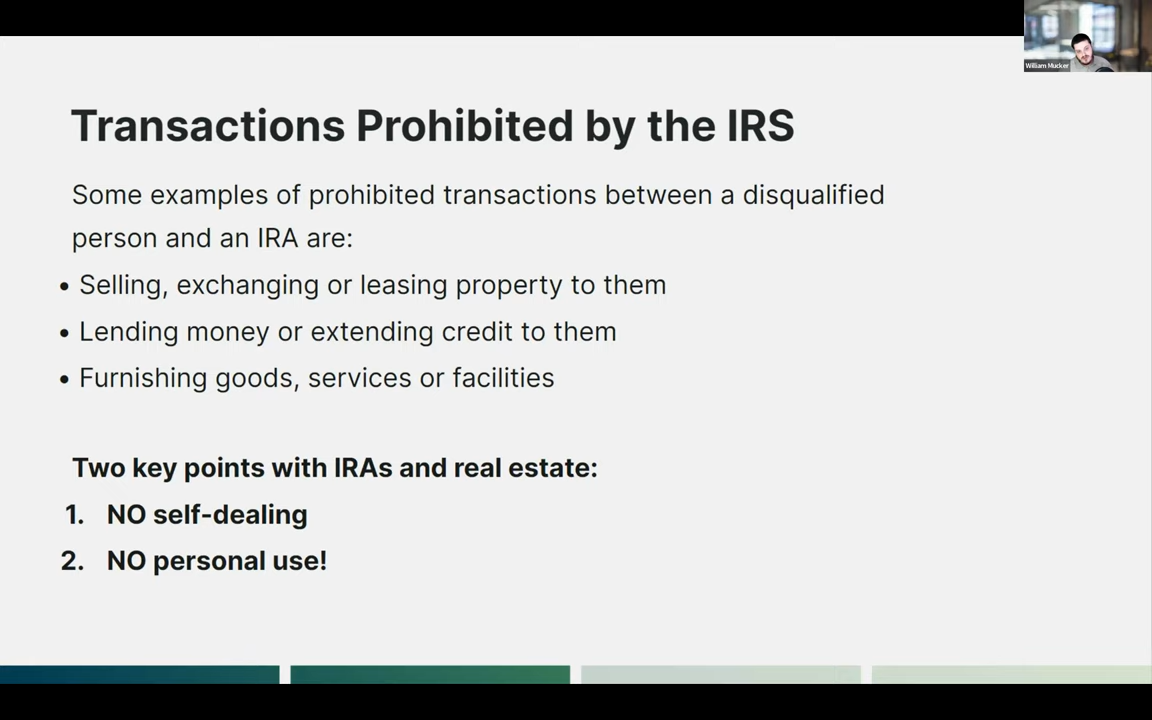 William Mucker
Transactions Prohibited by the IRS
Some examples of prohibited transactions between a disqualified
person and an IRA are:
• Selling, exchanging or leasing property to them
• Lending money or extending credit to them
• Furnishing goods, services or facilities
Two key points with IRAs and real estate:
1. NO self-dealing
2. NO personal use!